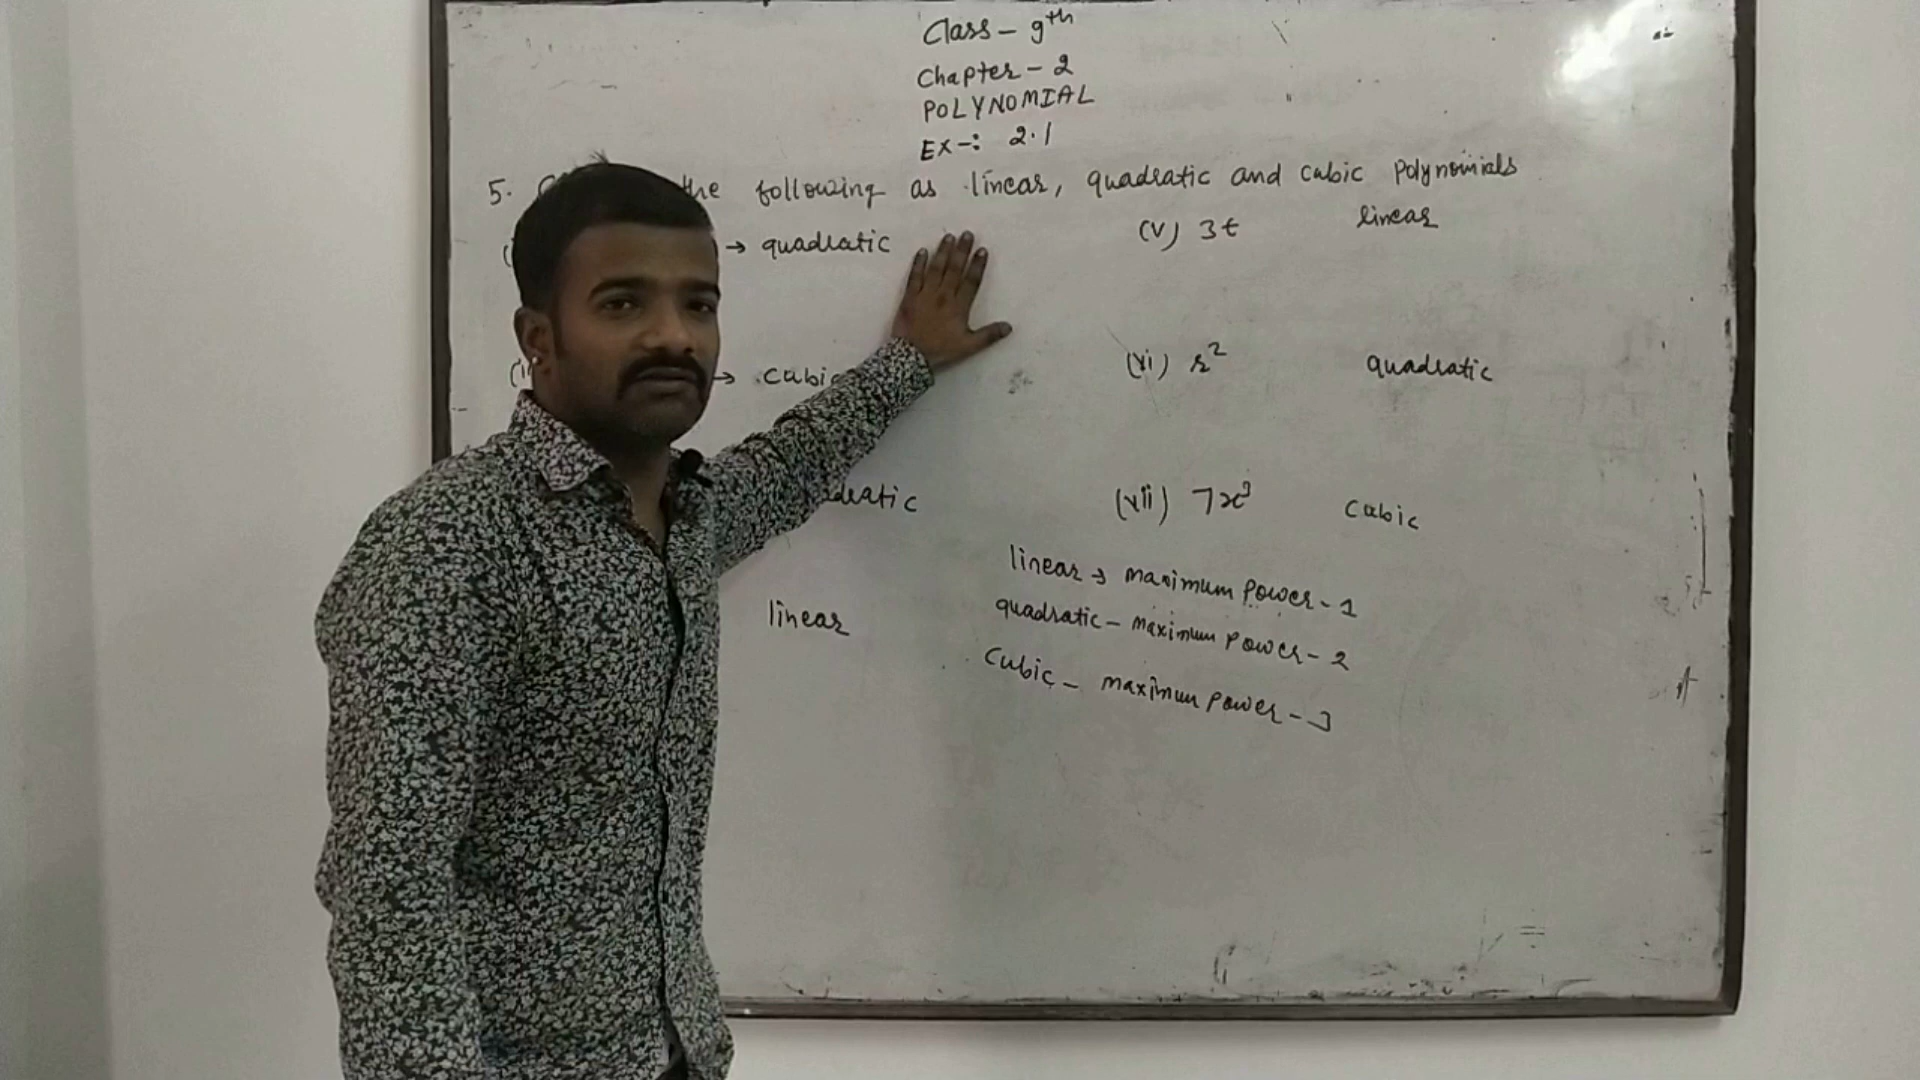 Class - 9th
Chapter - 2
POLYNOMIAL
EX-: 2.1
5. the following as linear, quadratic and cubic Polynomials
→ quadratic (v) 3t linear
→ cubic (vi) r² quadratic
(vii) 7x³ cubic
linear → maximum power - 1
linear quadratic - maximum power - 2
cubic - maximum power - 3